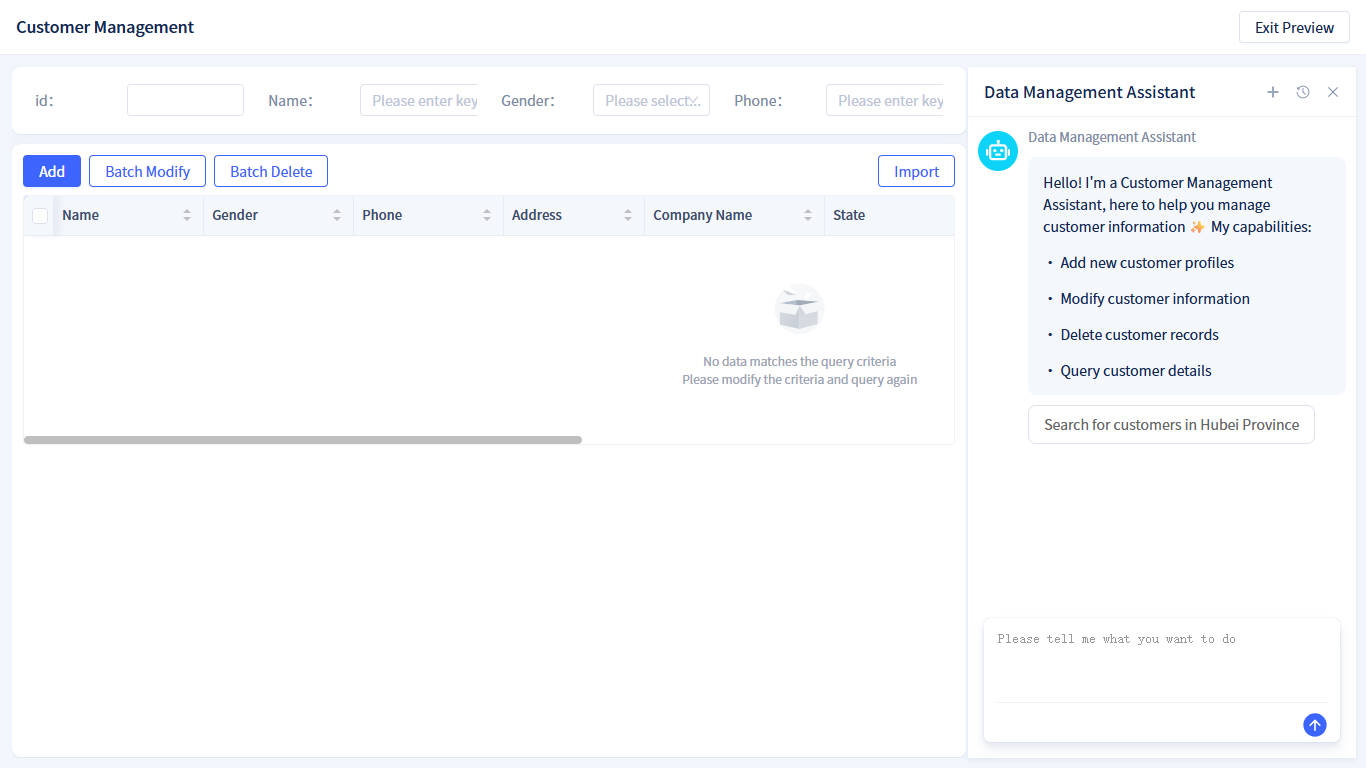 Customer Management
Exit Preview
id:
Name:
Please enter key
Gender:
Please select
Phone:
Please enter key
Add
Batch Modify
Batch Delete
Import
Name
Gender
Phone
Address
Company Name
State
No data matches the query criteria
Please modify the criteria and query again
Data Management Assistant
Data Management Assistant
Hello! I'm a Customer Management
Assistant, here to help you manage
customer information ✨ My capabilities:
• Add new customer profiles
• Modify customer information
• Delete customer records
• Query customer details
Search for customers in Hubei Province
Please tell me what you want to do